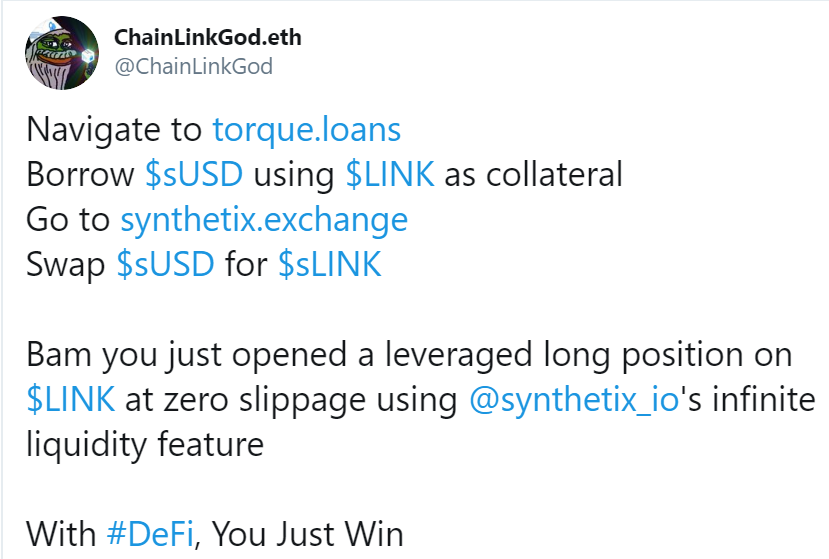 ChainLinkGod.eth
@ChainLinkGod
Navigate to torque.loans
Borrow $sUSD using $LINK as collateral
Go to synthetix.exchange
Swap $sUSD for $sLINK
Bam you just opened a leveraged long position on
$LINK at zero slippage using @synthetix_io's infinite
liquidity feature
With #DeFi, You Just Win